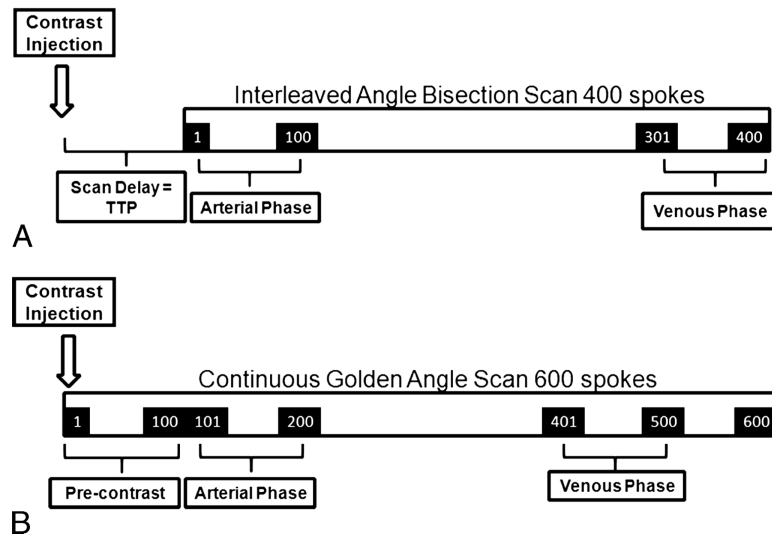 Contrast
Injection
Interleaved Angle Bisection Scan 400 spokes
1 100 301 400
Scan Delay =
TTP
Arterial Phase
Venous Phase
A
Contrast
Injection
Continuous Golden Angle Scan 600 spokes
1 100 101 200 401 500 600
Pre-contrast
Arterial Phase
Venous Phase
B